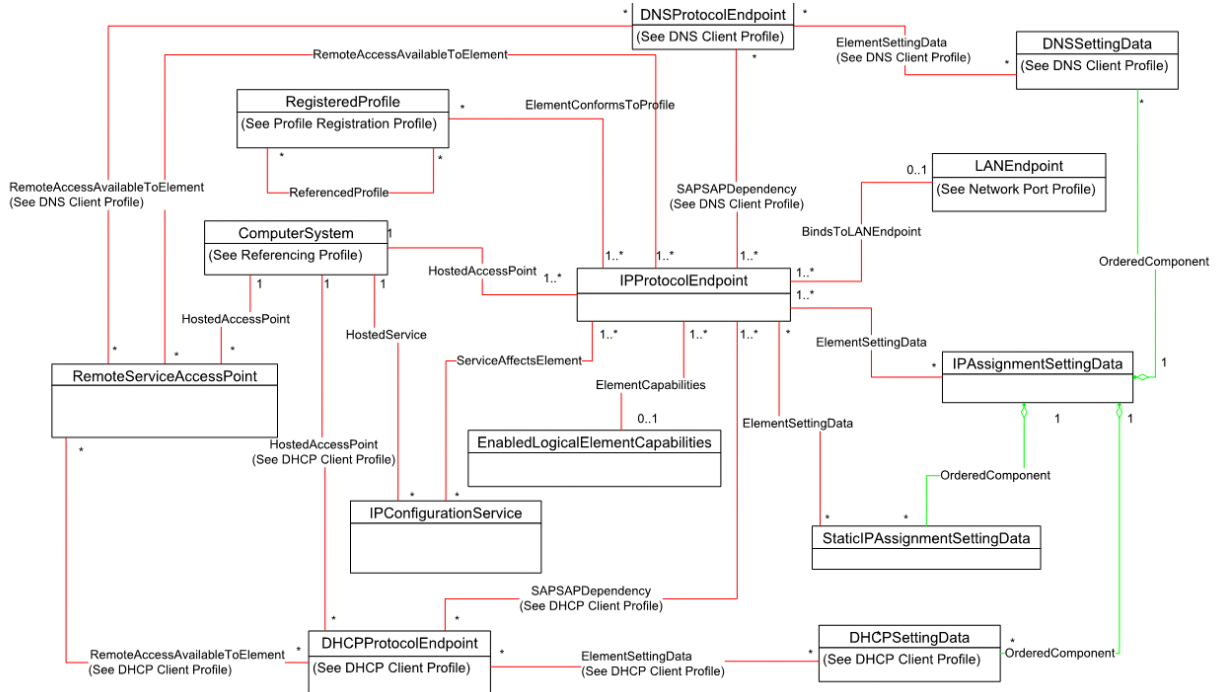 *
DNSProtocolEndpoint
*
(See DNS Client Profile)
*
ElementSettingData
(See DNS Client Profile)
*
DNSSettingData
(See DNS Client Profile)
*
RemoteAccessAvailableToElement
RegisteredProfile
(See Profile Registration Profile)
*
ElementConformsToProfile
*
*
ReferencedProfile
RemoteAccessAvailableToElement
(See DNS Client Profile)
SAPSAPDependency
(See DNS Client Profile)
LANEndpoint
(See Network Port Profile)
0..1
BindsToLANEndpoint
OrderedComponent
ComputerSystem
(See Referencing Profile)
1
HostedAccessPoint
1..*
1..*
1..*
1..*
IPProtocolEndpoint
1..*
1..*
1
1
1
HostedAccessPoint
HostedService
*
*
*
RemoteServiceAccessPoint
*
ServiceAffectsElement
1..*
1..*
1..*
*
ElementCapabilities
0..1
EnabledLogicalElementCapabilities
ElementSettingData
*
IPAssignmentSettingData
1
1
1
ElementSettingData
*
OrderedComponent
*
StaticIPAssignmentSettingData
HostedAccessPoint
(See DHCP Client Profile)
*
*
*
IPConfigurationService
SAPSAPDependency
(See DHCP Client Profile)
*
RemoteAccessAvailableToElement
(See DHCP Client Profile)
*
DHCPProtocolEndpoint
(See DHCP Client Profile)
*
ElementSettingData
(See DHCP Client Profile)
*
DHCPSettingData
(See DHCP Client Profile)
*
OrderedComponent